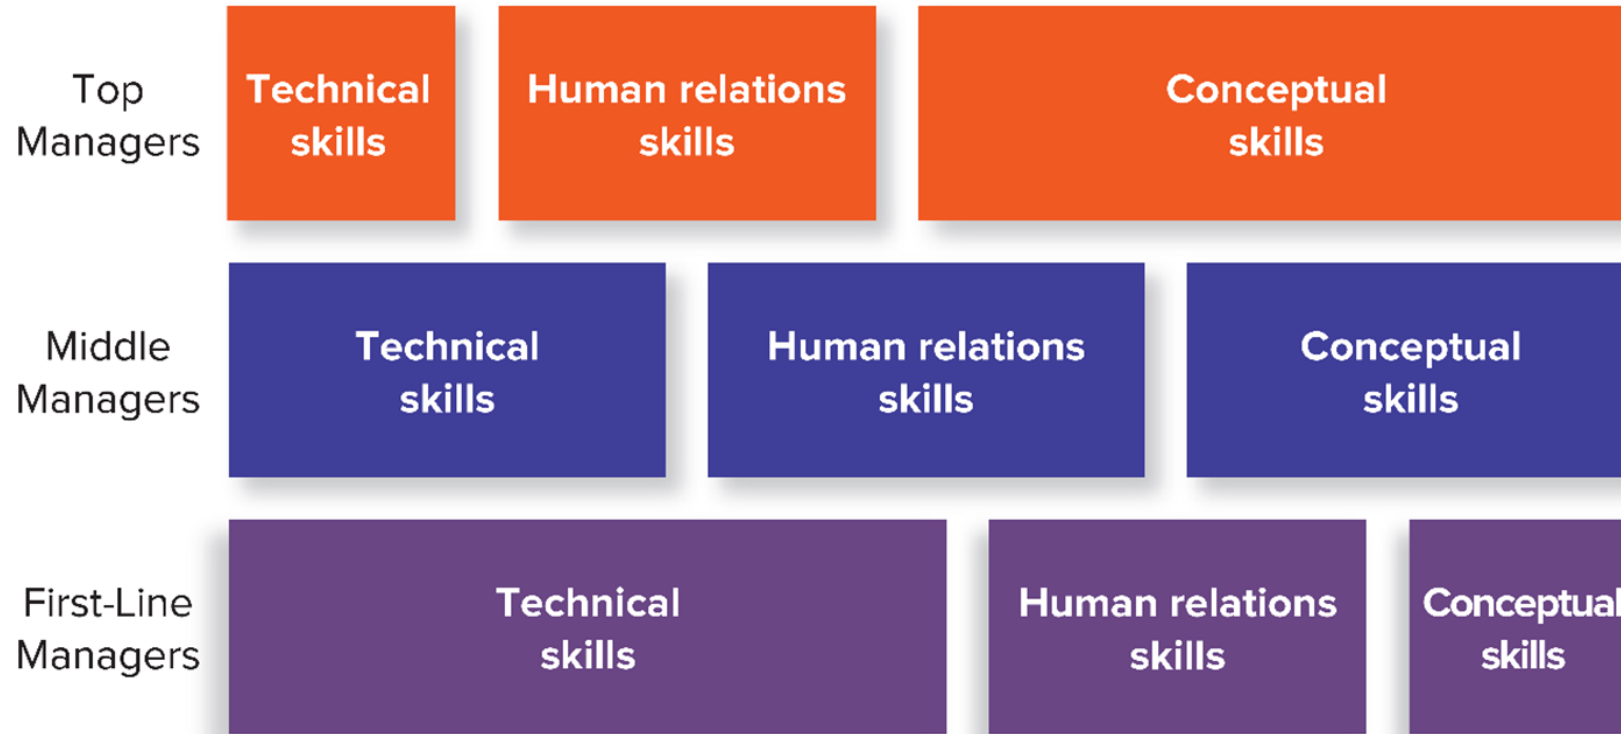 Top
Managers
Technical
skills
Human relations
skills
Conceptual
skills
Middle
Managers
Technical
skills
Human relations
skills
Conceptual
skills
First-Line
Managers
Technical
skills
Human relations
skills
Conceptual
skills